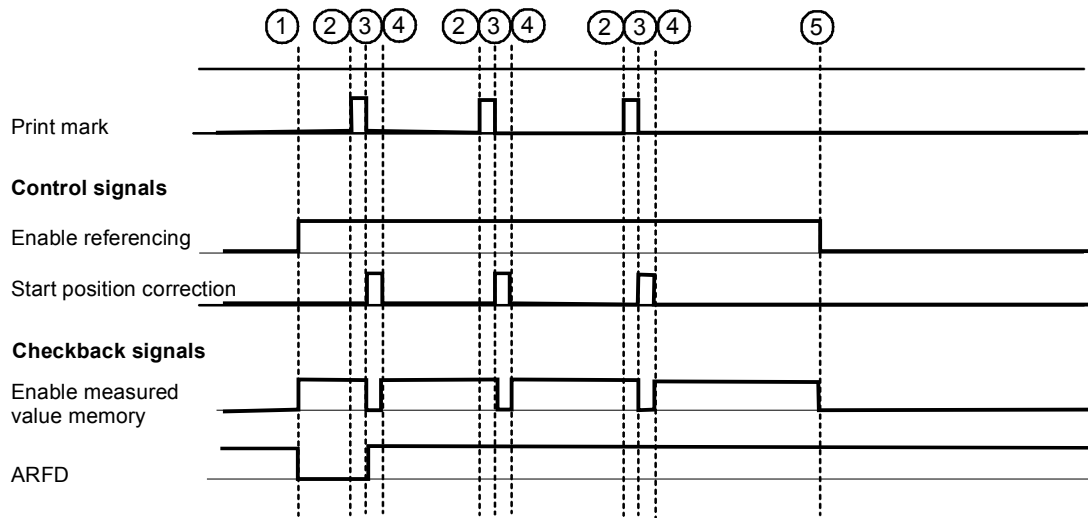 ① ② ③ ④ ② ③ ④ ② ③ ④ ⑤
Print mark
Control signals
Enable referencing
Start position correction
Checkback signals
Enable measured
value memory
ARFD